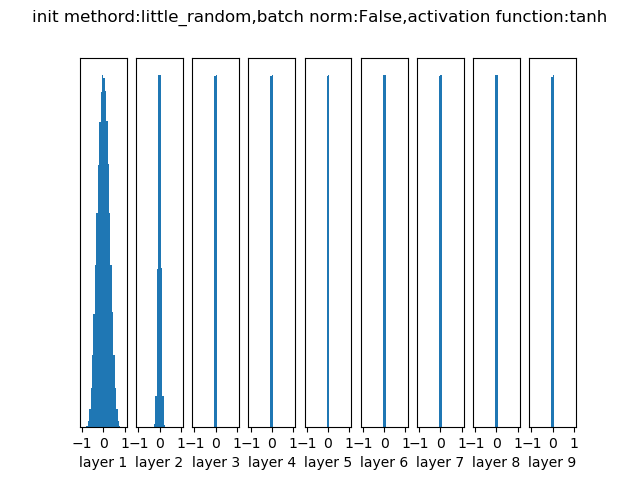 init methord:little_random,batch norm:False,activation function:tanh
−1 0 1 −1 0 1 −1 0 1 −1 0 1 −1 0 1 −1 0 1 −1 0 1 −1 0 1 −1 0 1
layer 1 layer 2 layer 3 layer 4 layer 5 layer 6 layer 7 layer 8 layer 9